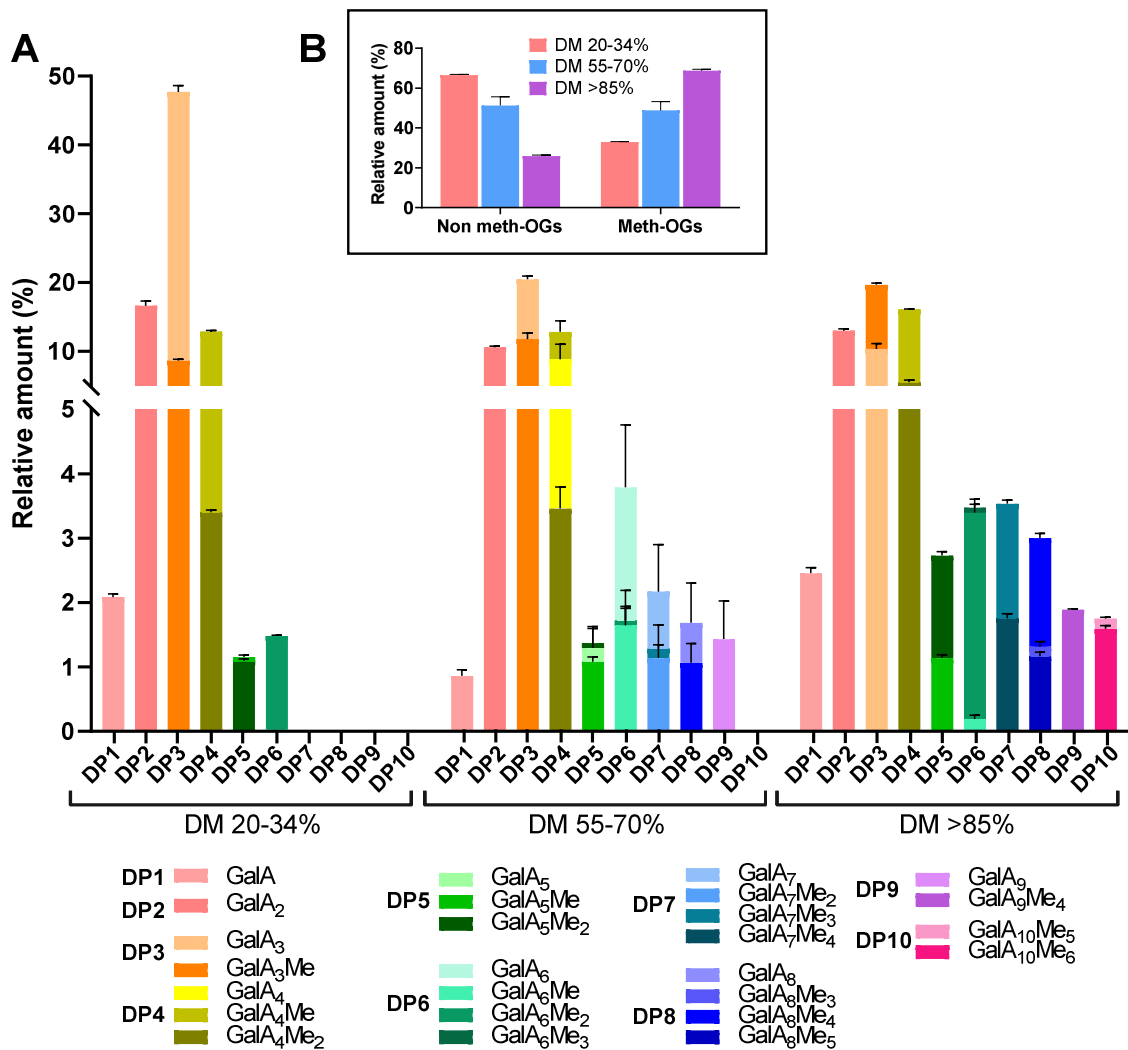 A
B
Relative amount (%)
80
60
40
20
0
DM 20-34%
DM 55-70%
DM >85%
Non meth-OGs
Meth-OGs
Relative amount (%)
50
40
30
20
10
5
4
3
2
1
0
DP1 DP2 DP3 DP4 DP5 DP6 DP7 DP8 DP9 DP10
DM 20-34%
DP1 DP2 DP3 DP4 DP5 DP6 DP7 DP8 DP9 DP10
DM 55-70%
DP1 DP2 DP3 DP4 DP5 DP6 DP7 DP8 DP9 DP10
DM >85%
DP1
GalA
DP2
GalA₂
DP3
GalA₃
GalA₃Me
DP4
GalA₄
GalA₄Me
GalA₄Me₂
DP5
GalA₅
GalA₅Me
GalA₅Me₂
DP6
GalA₆
GalA₆Me
GalA₆Me₂
GalA₆Me₃
DP7
GalA₇
GalA₇Me₂
GalA₇Me₃
GalA₇Me₄
DP8
GalA₈
GalA₈Me₃
GalA₈Me₄
GalA₈Me₅
DP9
GalA₉
GalA₉Me₄
DP10
GalA₁₀Me₅
GalA₁₀Me₆